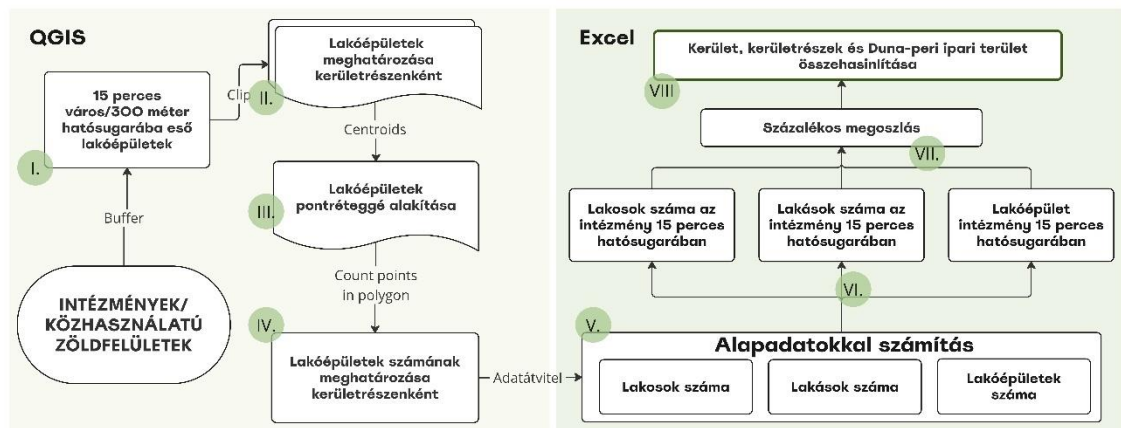 QGIS
Lakóépületek
meghatározása
kerületrészenként
II.
Clip
15 perces
város/300 méter
hatósugarába eső
lakóépületek
I.
Buffer
INTÉZMÉNYEK/
KÖZHASZNÁLATÚ
ZÖLDFELÜLETEK
Centroids
Lakóépületek
pontréteggé alakítása
III.
Count points
in polygon
IV.
Lakóépületek számának
meghatározása
kerületrészenként
Adatátvitel
Excel
Kerület, kerületrészek és Duna-peri ipari terület
összehasinlítása
VIII
Százalékos megoszlás
VII.
Lakosok száma az
intézmény 15 perces
hatósugarában
Lakások száma az
intézmény 15 perces
hatósugarában
Lakóépület
intézmény 15 perces
hatósugarában
VI.
V.
Alapadatokkal számítás
Lakosok száma
Lakások száma
Lakóépületek
száma